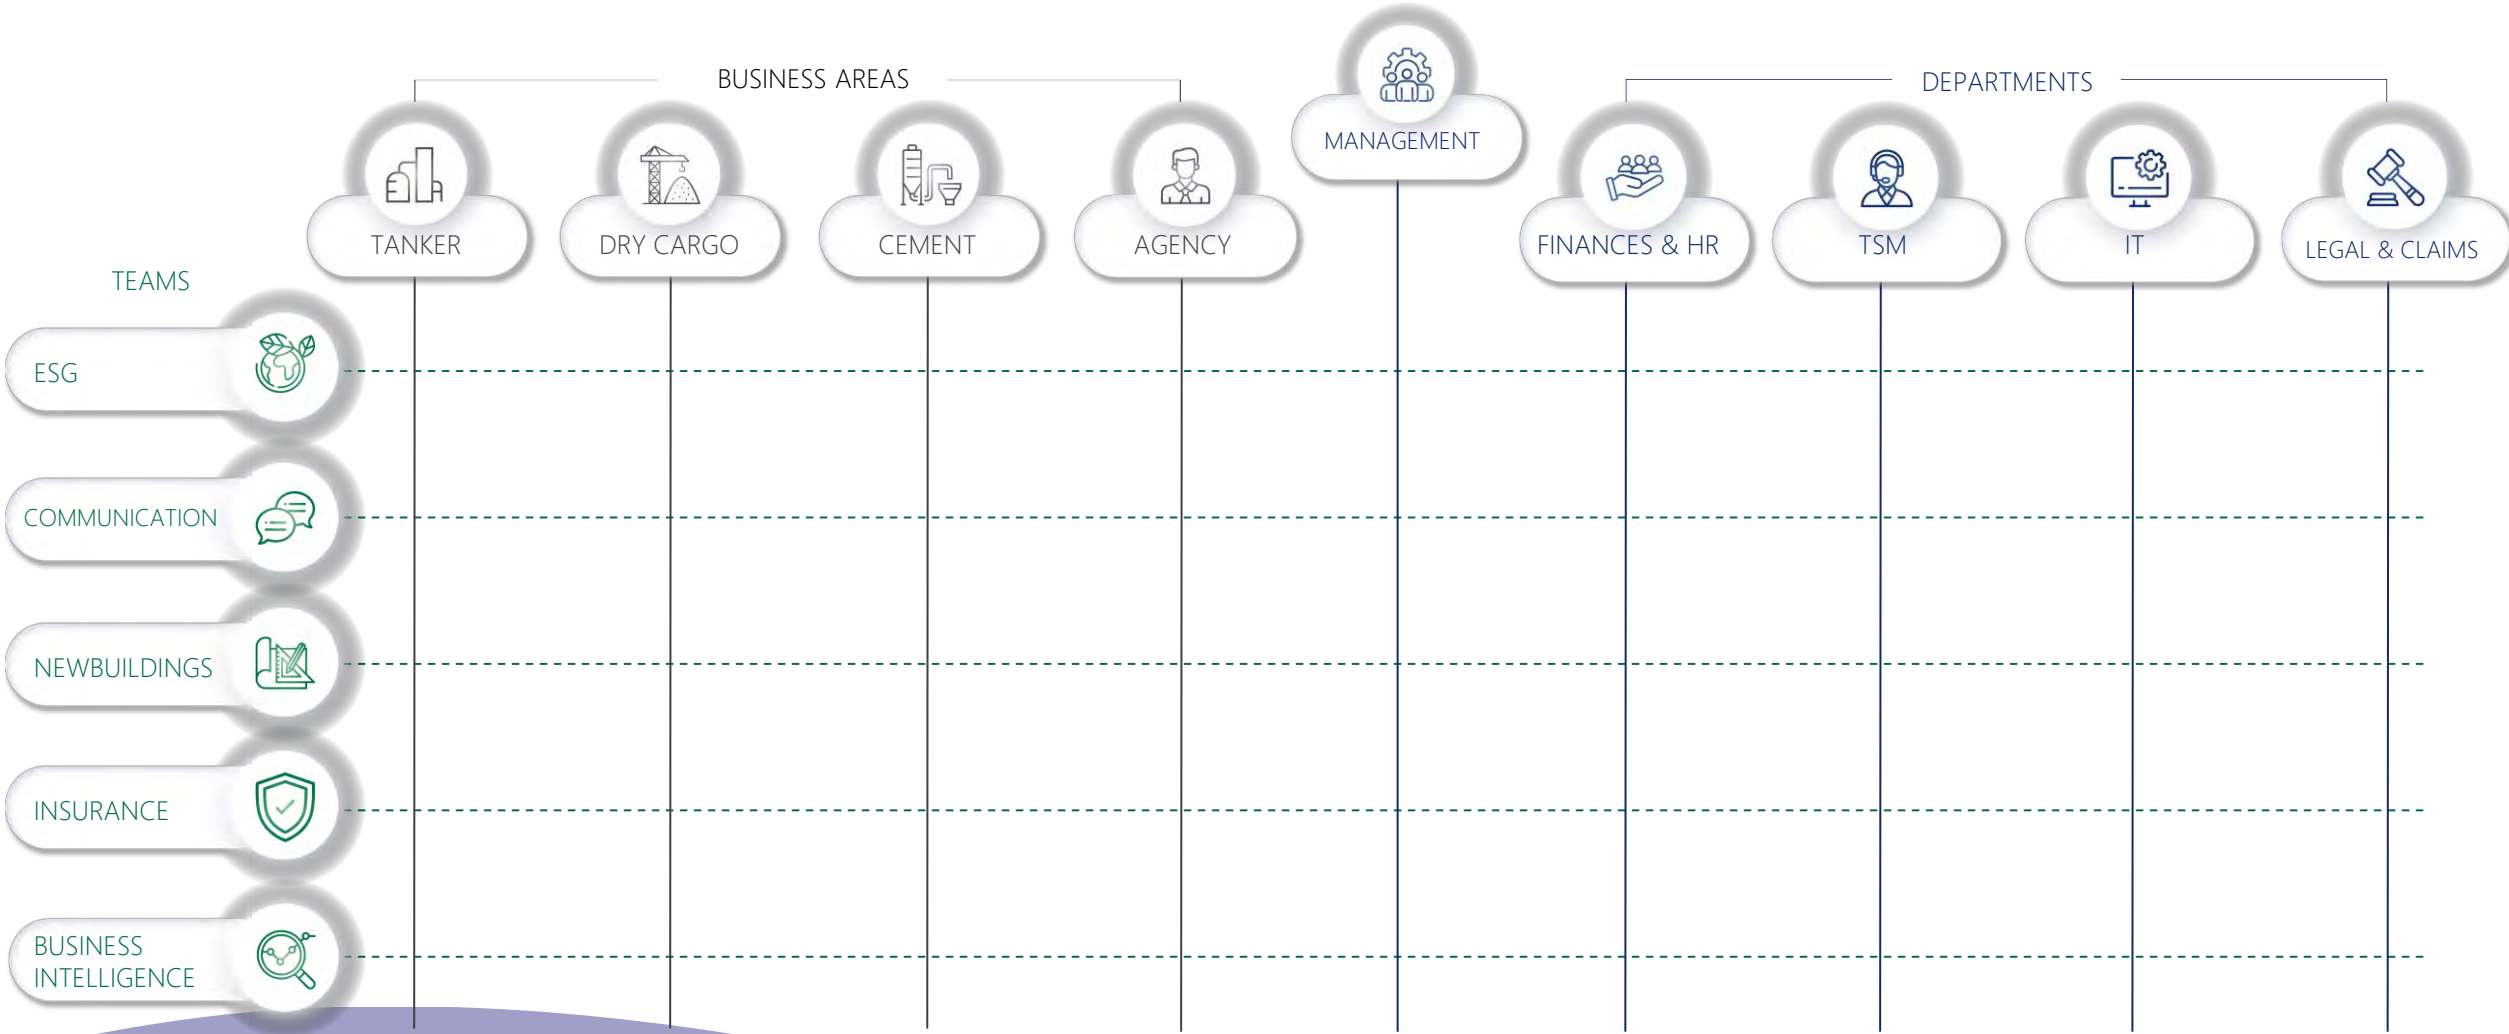 BUSINESS AREAS
DEPARTMENTS
MANAGEMENT
TANKER
DRY CARGO
CEMENT
AGENCY
FINANCES & HR
TSM
IT
LEGAL & CLAIMS
TEAMS
ESG
COMMUNICATION
NEWBUILDINGS
INSURANCE
BUSINESS
INTELLIGENCE